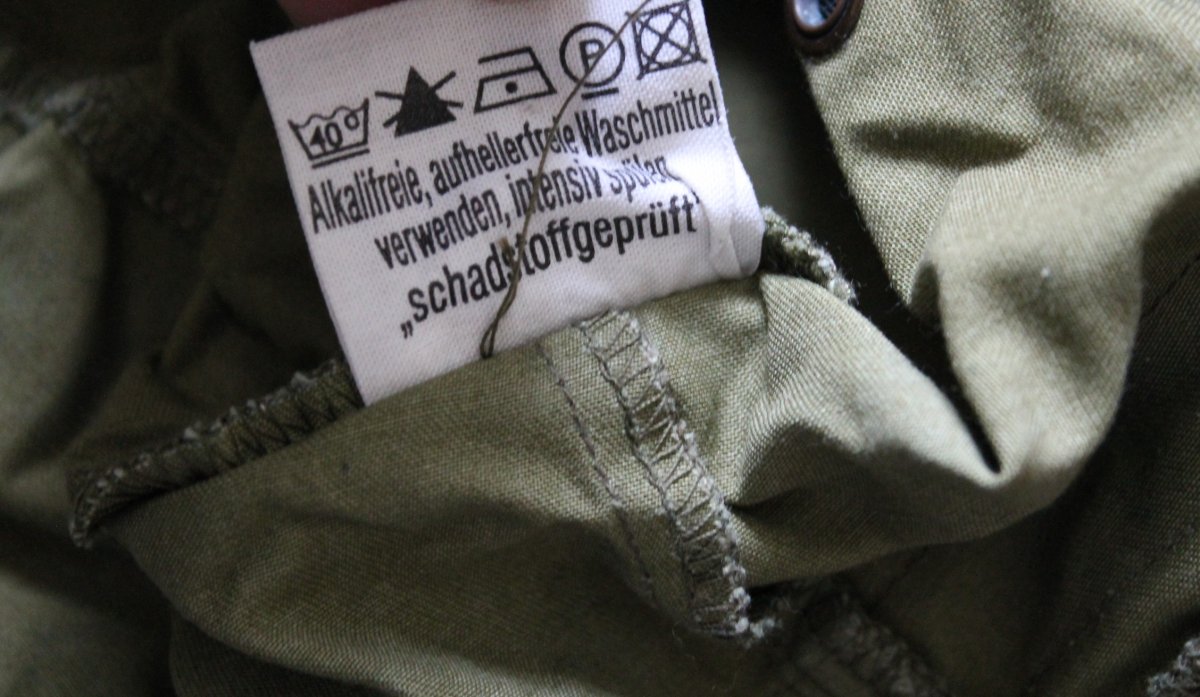 40° P
Alkalifreie, aufhellerfreie Waschmittel
verwenden, intensiv spülen
„schadstoffgeprüft“